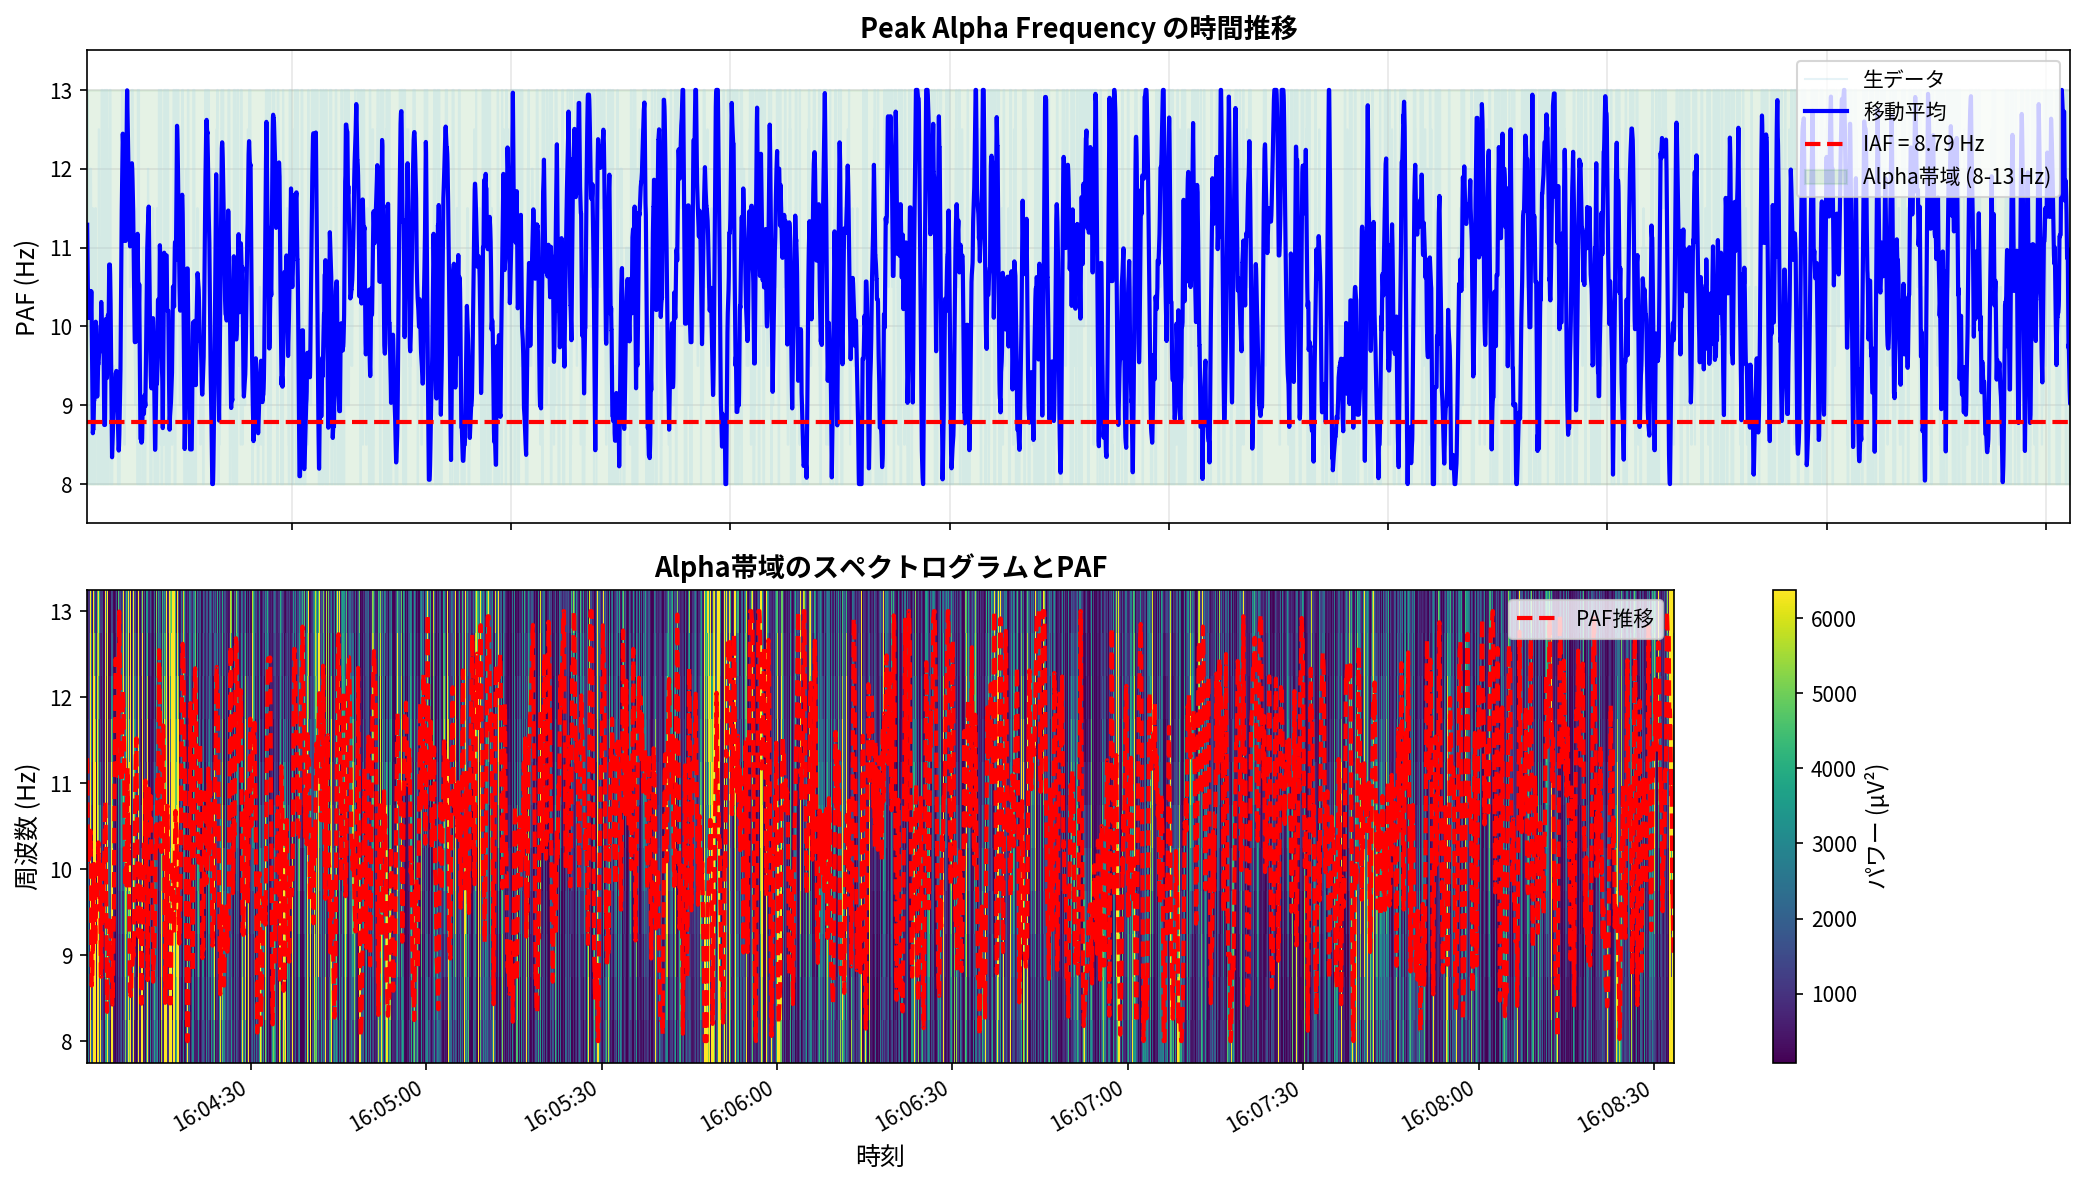 Peak Alpha Frequency の時間推移
PAF (Hz)
13
12
11
10
9
8
生データ
移動平均
IAF = 8.79 Hz
Alpha帯域 (8-13 Hz)
Alpha帯域のスペクトログラムとPAF
周波数 (Hz)
13
12
11
10
9
8
PAF推移
16:04:30
16:05:00
16:05:30
16:06:00
16:06:30
16:07:00
16:07:30
16:08:00
16:08:30
時刻
6000
5000
4000
3000
2000
1000
パワー (μV²)